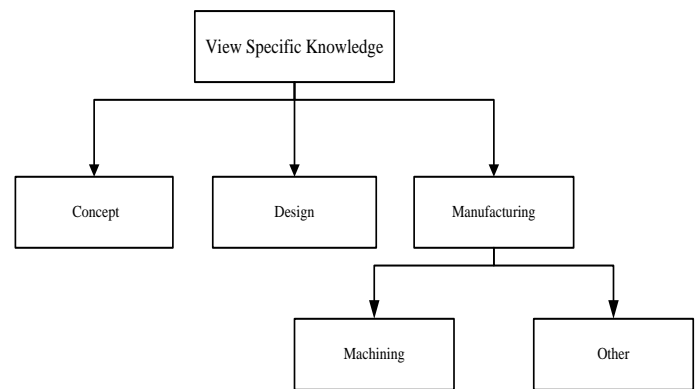 View Specific Knowledge
Concept
Design
Manufacturing
Machining
Other